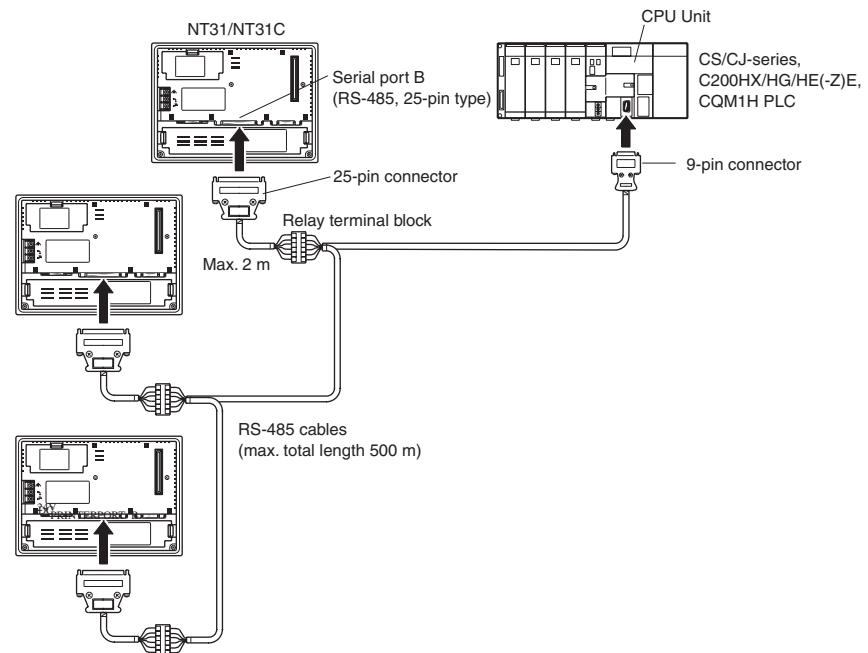 NT31/NT31C
CPU Unit
Serial port B
(RS-485, 25-pin type)
CS/CJ-series,
C200HX/HG/HE(-Z)E,
CQM1H PLC
25-pin connector
9-pin connector
Relay terminal block
Max. 2 m
RS-485 cables
(max. total length 500 m)